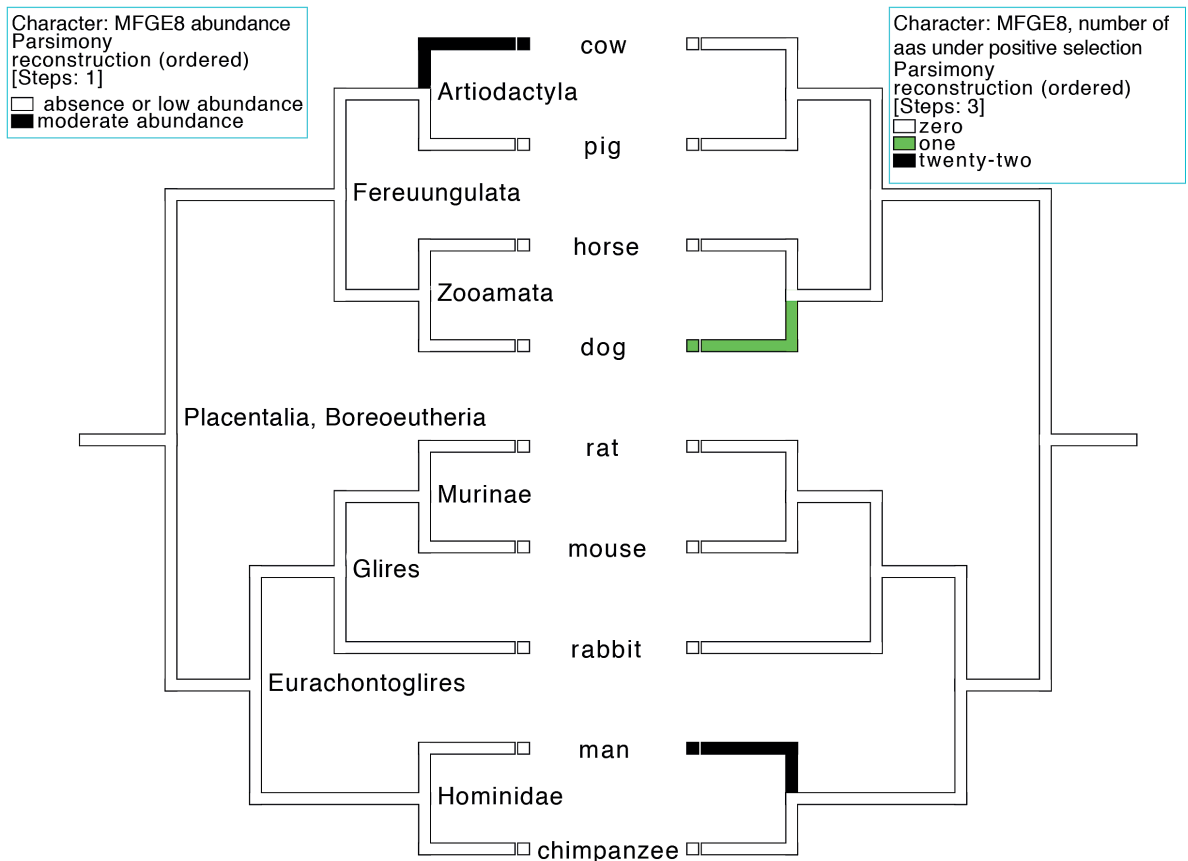 Character: MFGE8 abundance
Parsimony
reconstruction (ordered)
[Steps: 1]
absence or low abundance
moderate abundance
Character: MFGE8, number of
aas under positive selection
Parsimony
reconstruction (ordered)
[Steps: 3]
zero
one
twenty-two
cow
Artiodactyla
pig
Fereuungulata
horse
Zooamata
dog
Placentalia, Boreoeutheria
rat
Murinae
mouse
Glires
rabbit
Eurachontoglires
man
Hominidae
chimpanzee